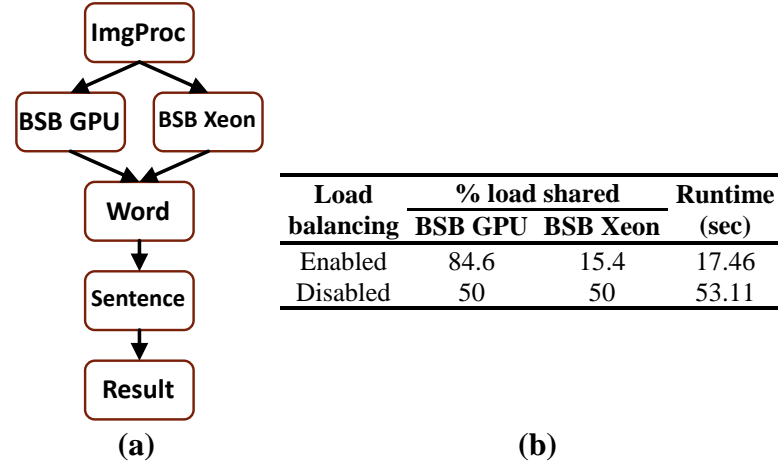 ImgProc
BSB GPU BSB Xeon
Word
Sentence
Result
(a)
Load % load shared Runtime
balancing BSB GPU BSB Xeon (sec)
Enabled 84.6 15.4 17.46
Disabled 50 50 53.11
(b)